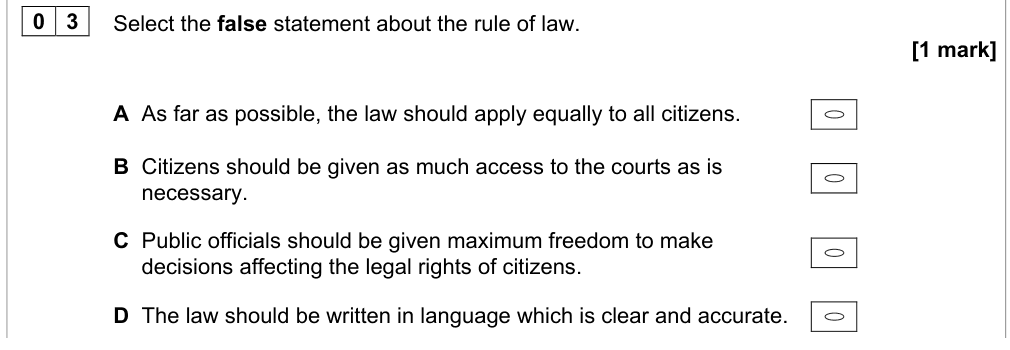 0 3 Select the false statement about the rule of law.
[1 mark]
A As far as possible, the law should apply equally to all citizens.
B Citizens should be given as much access to the courts as is
necessary.
C Public officials should be given maximum freedom to make
decisions affecting the legal rights of citizens.
D The law should be written in language which is clear and accurate.